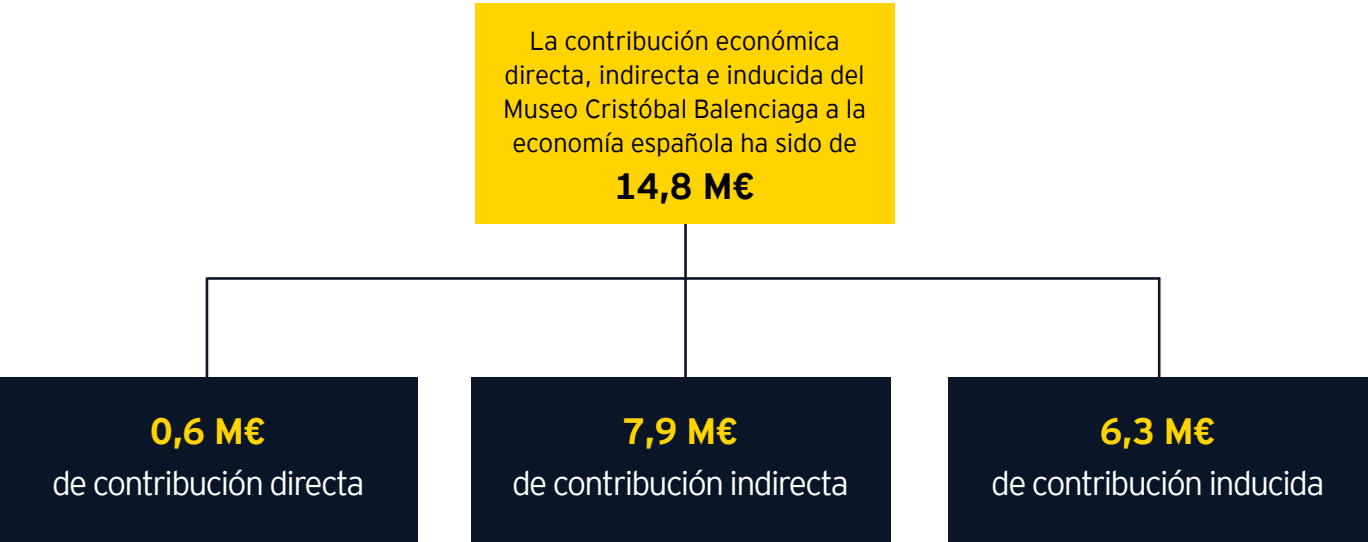 La contribución económica
directa, indirecta e inducida del
Museo Cristóbal Balenciaga a la
economía española ha sido de
14,8 M€
0,6 M€
de contribución directa
7,9 M€
de contribución indirecta
6,3 M€
de contribución inducida